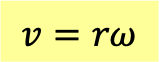 v = rω